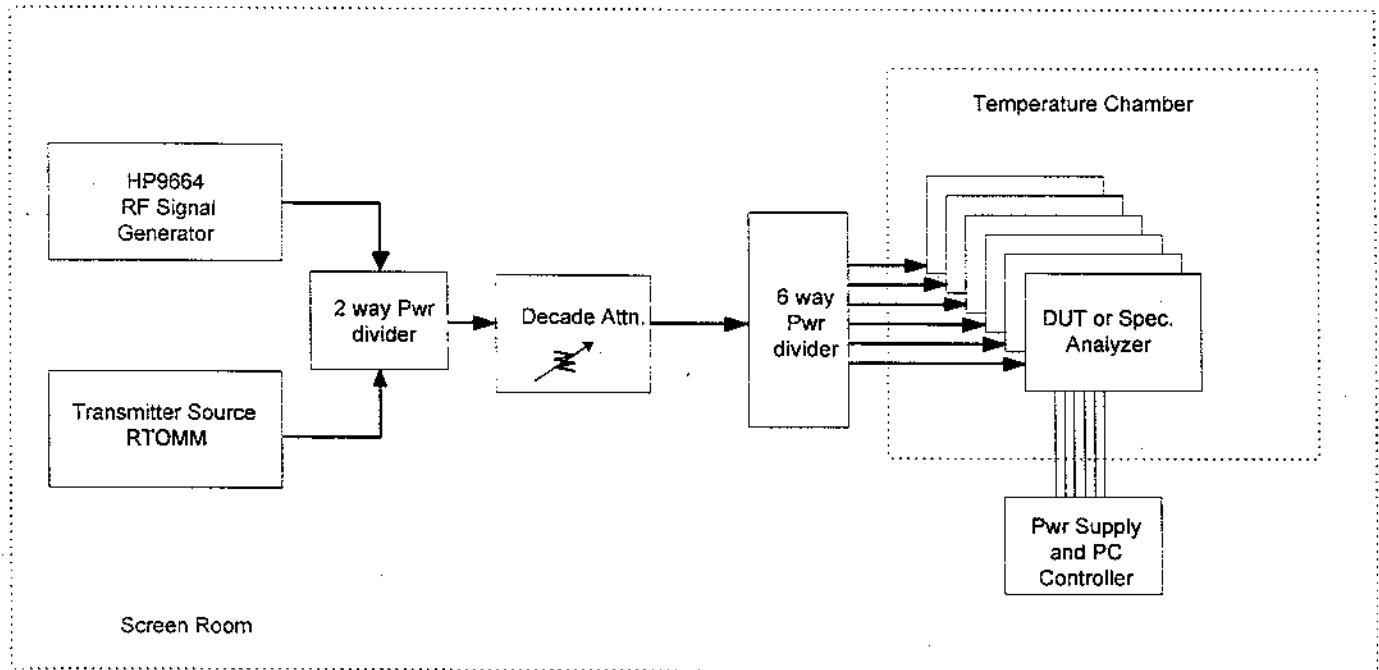 Temperature Chamber
HP9664
RF Signal
Generator
2 way Pwr
divider
Decade Attn.
6 way
Pwr
divider
DUT or Spec.
Analyzer
Transmitter Source
RTOMM
Pwr Supply
and PC
Controller
Screen Room